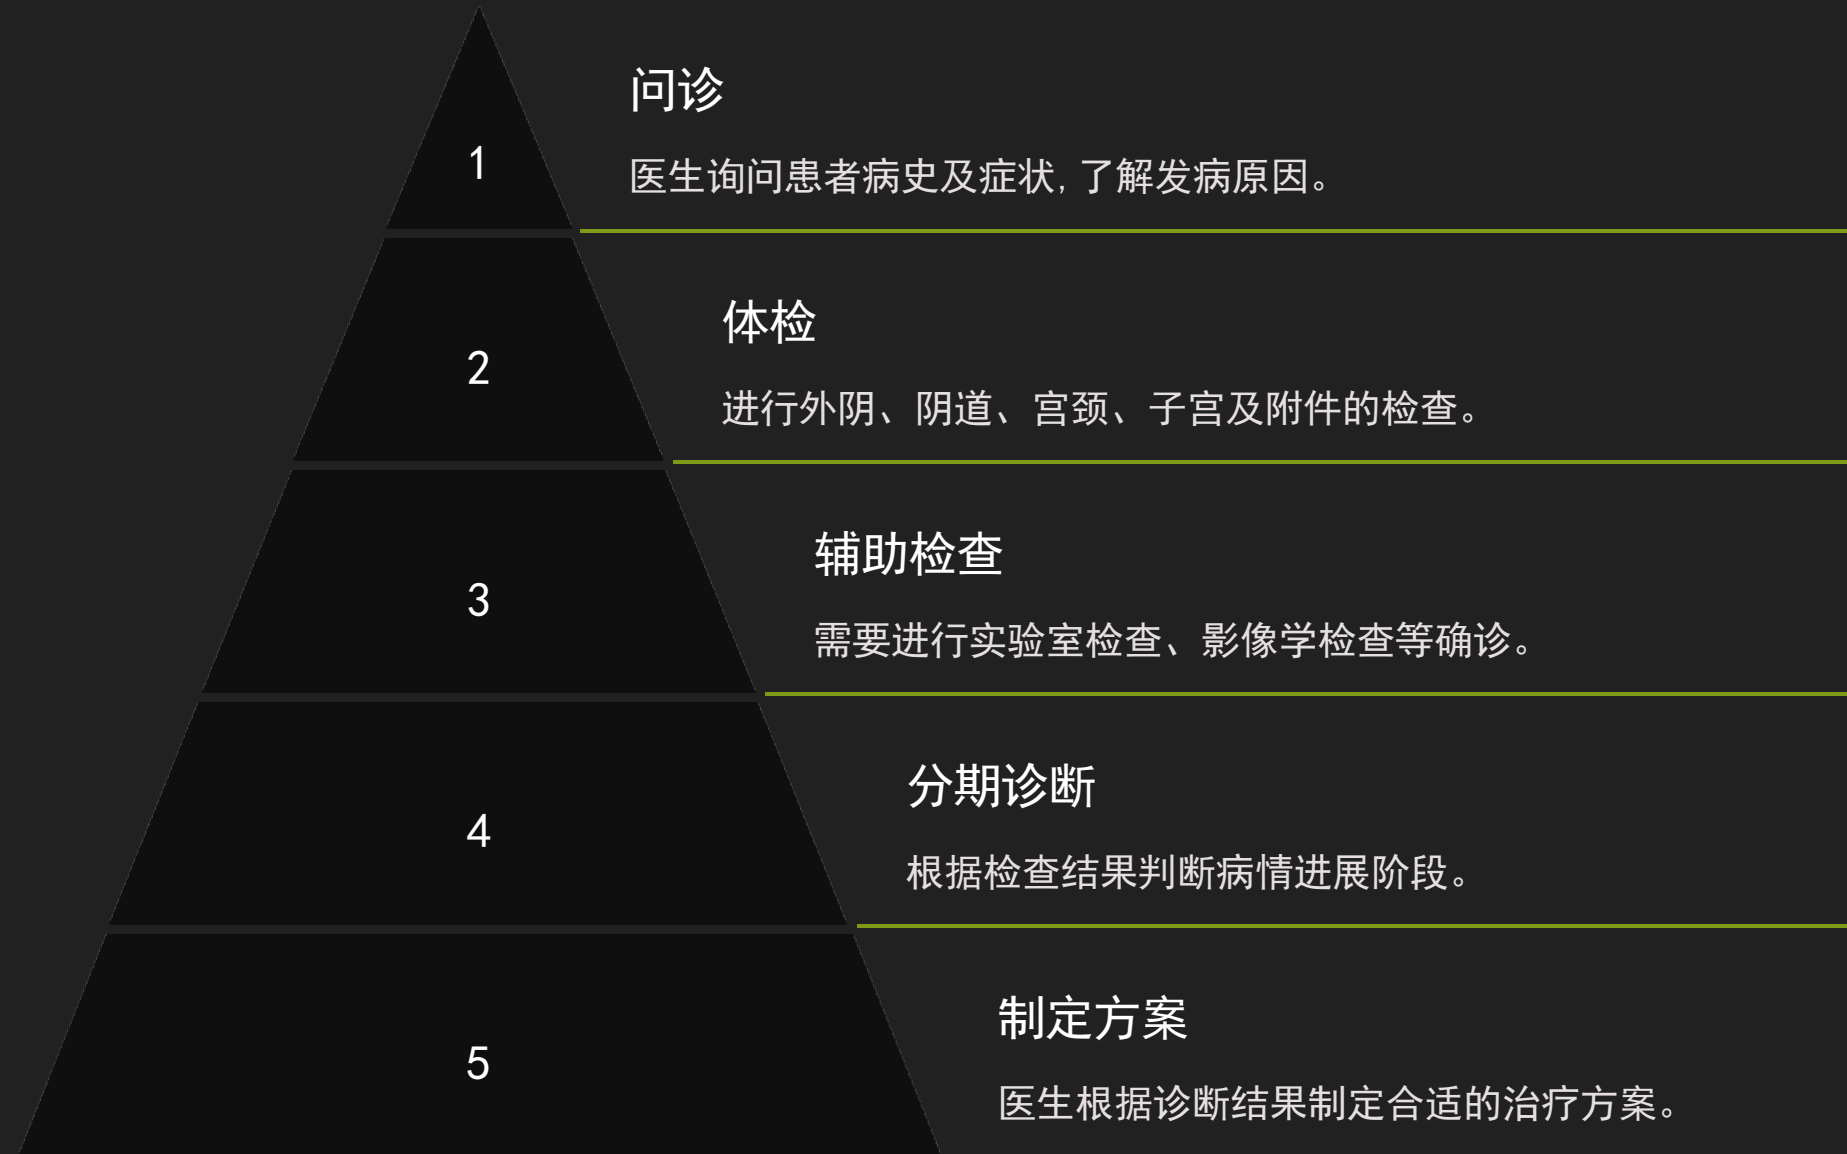 问诊
1
医生询问患者病史及症状,了解发病原因。
体检
2
进行外阴、阴道、宫颈、子宫及附件的检查。
辅助检查
3
需要进行实验室检查、影像学检查等确诊。
分期诊断
4
根据检查结果判断病情进展阶段。
制定方案
5
医生根据诊断结果制定合适的治疗方案。